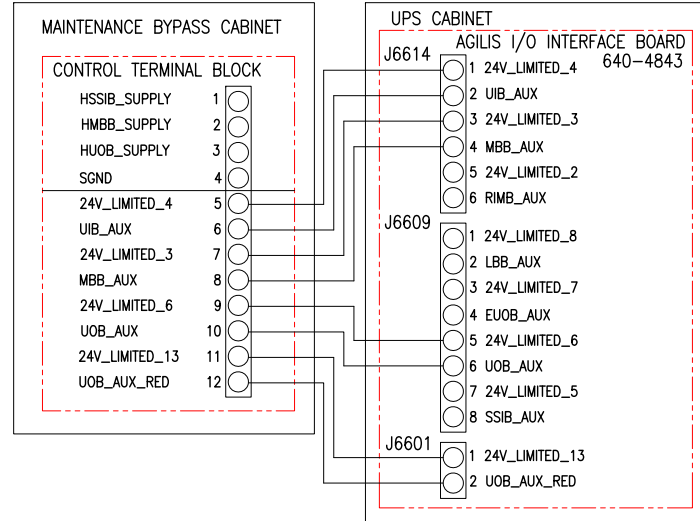 MAINTENANCE BYPASS CABINET
CONTROL TERMINAL BLOCK
HSSIB_SUPPLY 1
HMBB_SUPPLY 2
HUOB_SUPPLY 3
SGND 4
24V_LIMITED_4 5
UIB_AUX 6
24V_LIMITED_3 7
MBB_AUX 8
24V_LIMITED_6 9
UOB_AUX 10
24V_LIMITED_13 11
UOB_AUX_RED 12
UPS CABINET
AGILIS I/O INTERFACE BOARD
640-4843
J6614
1 24V_LIMITED_4
2 UIB_AUX
3 24V_LIMITED_3
4 MBB_AUX
5 24V_LIMITED_2
6 RIMB_AUX
J6609
1 24V_LIMITED_8
2 LBB_AUX
3 24V_LIMITED_7
4 EUOB_AUX
5 24V_LIMITED_6
6 UOB_AUX
7 24V_LIMITED_5
8 SSIB_AUX
J6601
1 24V_LIMITED_13
2 UOB_AUX_RED